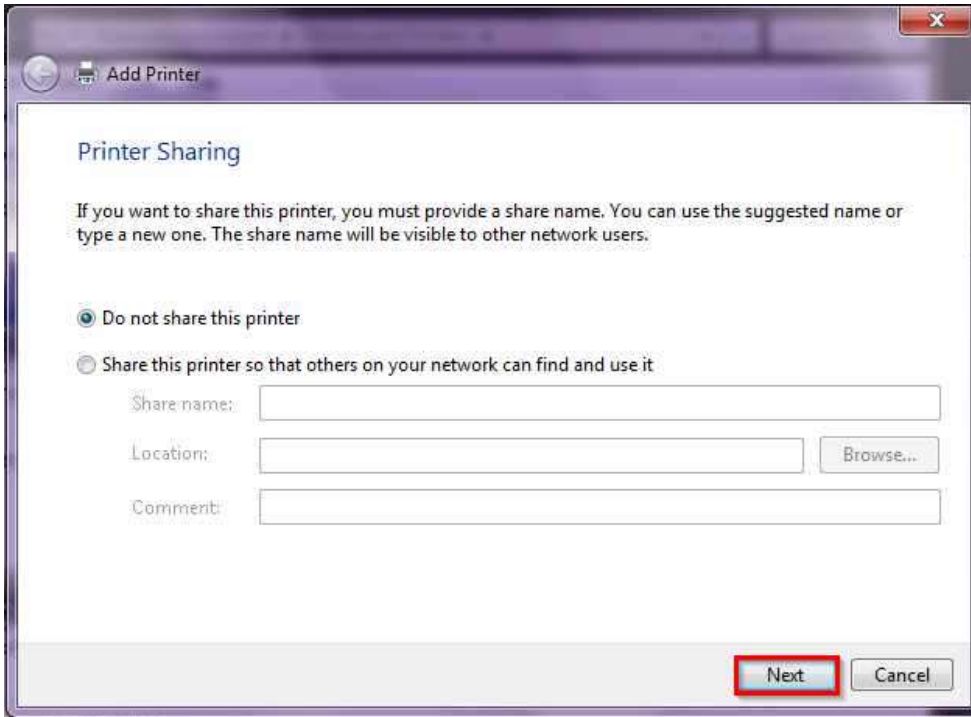 Add Printer
Printer Sharing
If you want to share this printer, you must provide a share name. You can use the suggested name or
type a new one. The share name will be visible to other network users.
Do not share this printer
Share this printer so that others on your network can find and use it
Share name:
Location:
Browse...
Comment:
Next
Cancel